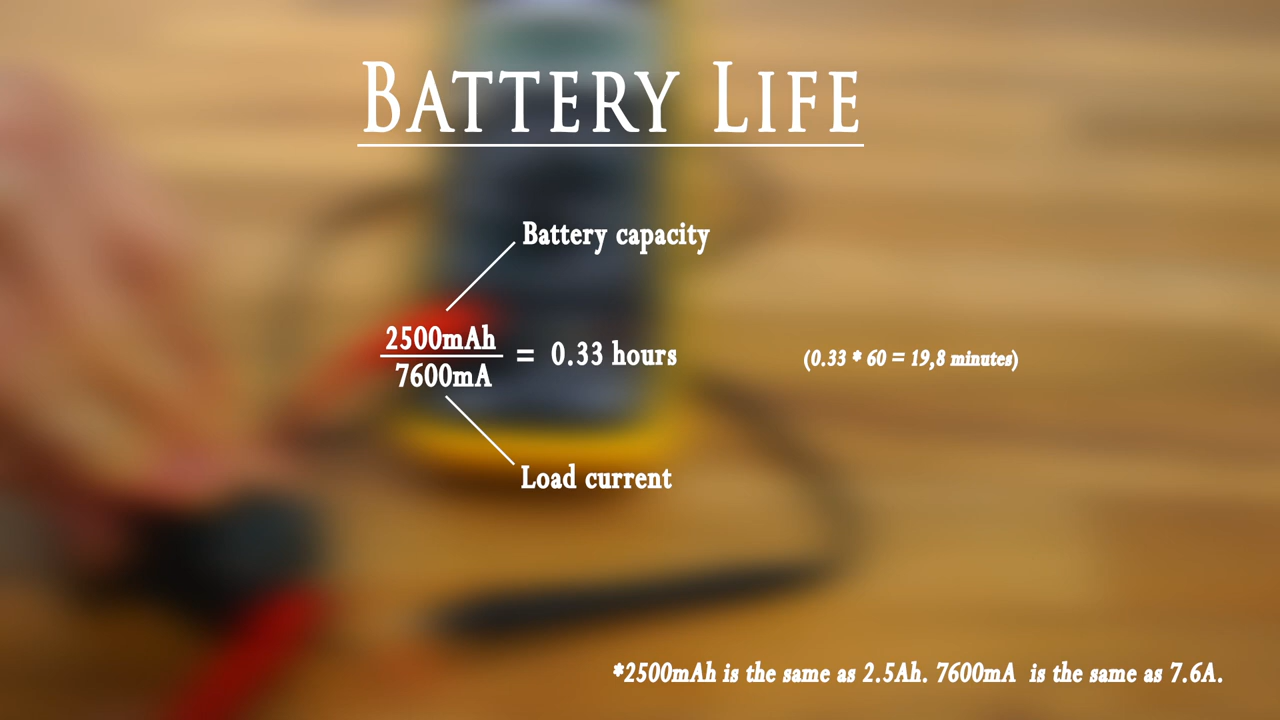 BATTERY LIFE
Battery capacity
2500mAh
7600mA
= 0.33 hours
(0.33 * 60 = 19,8 minutes)
Load current
*2500mAh is the same as 2.5Ah. 7600mA is the same as 7.6A.